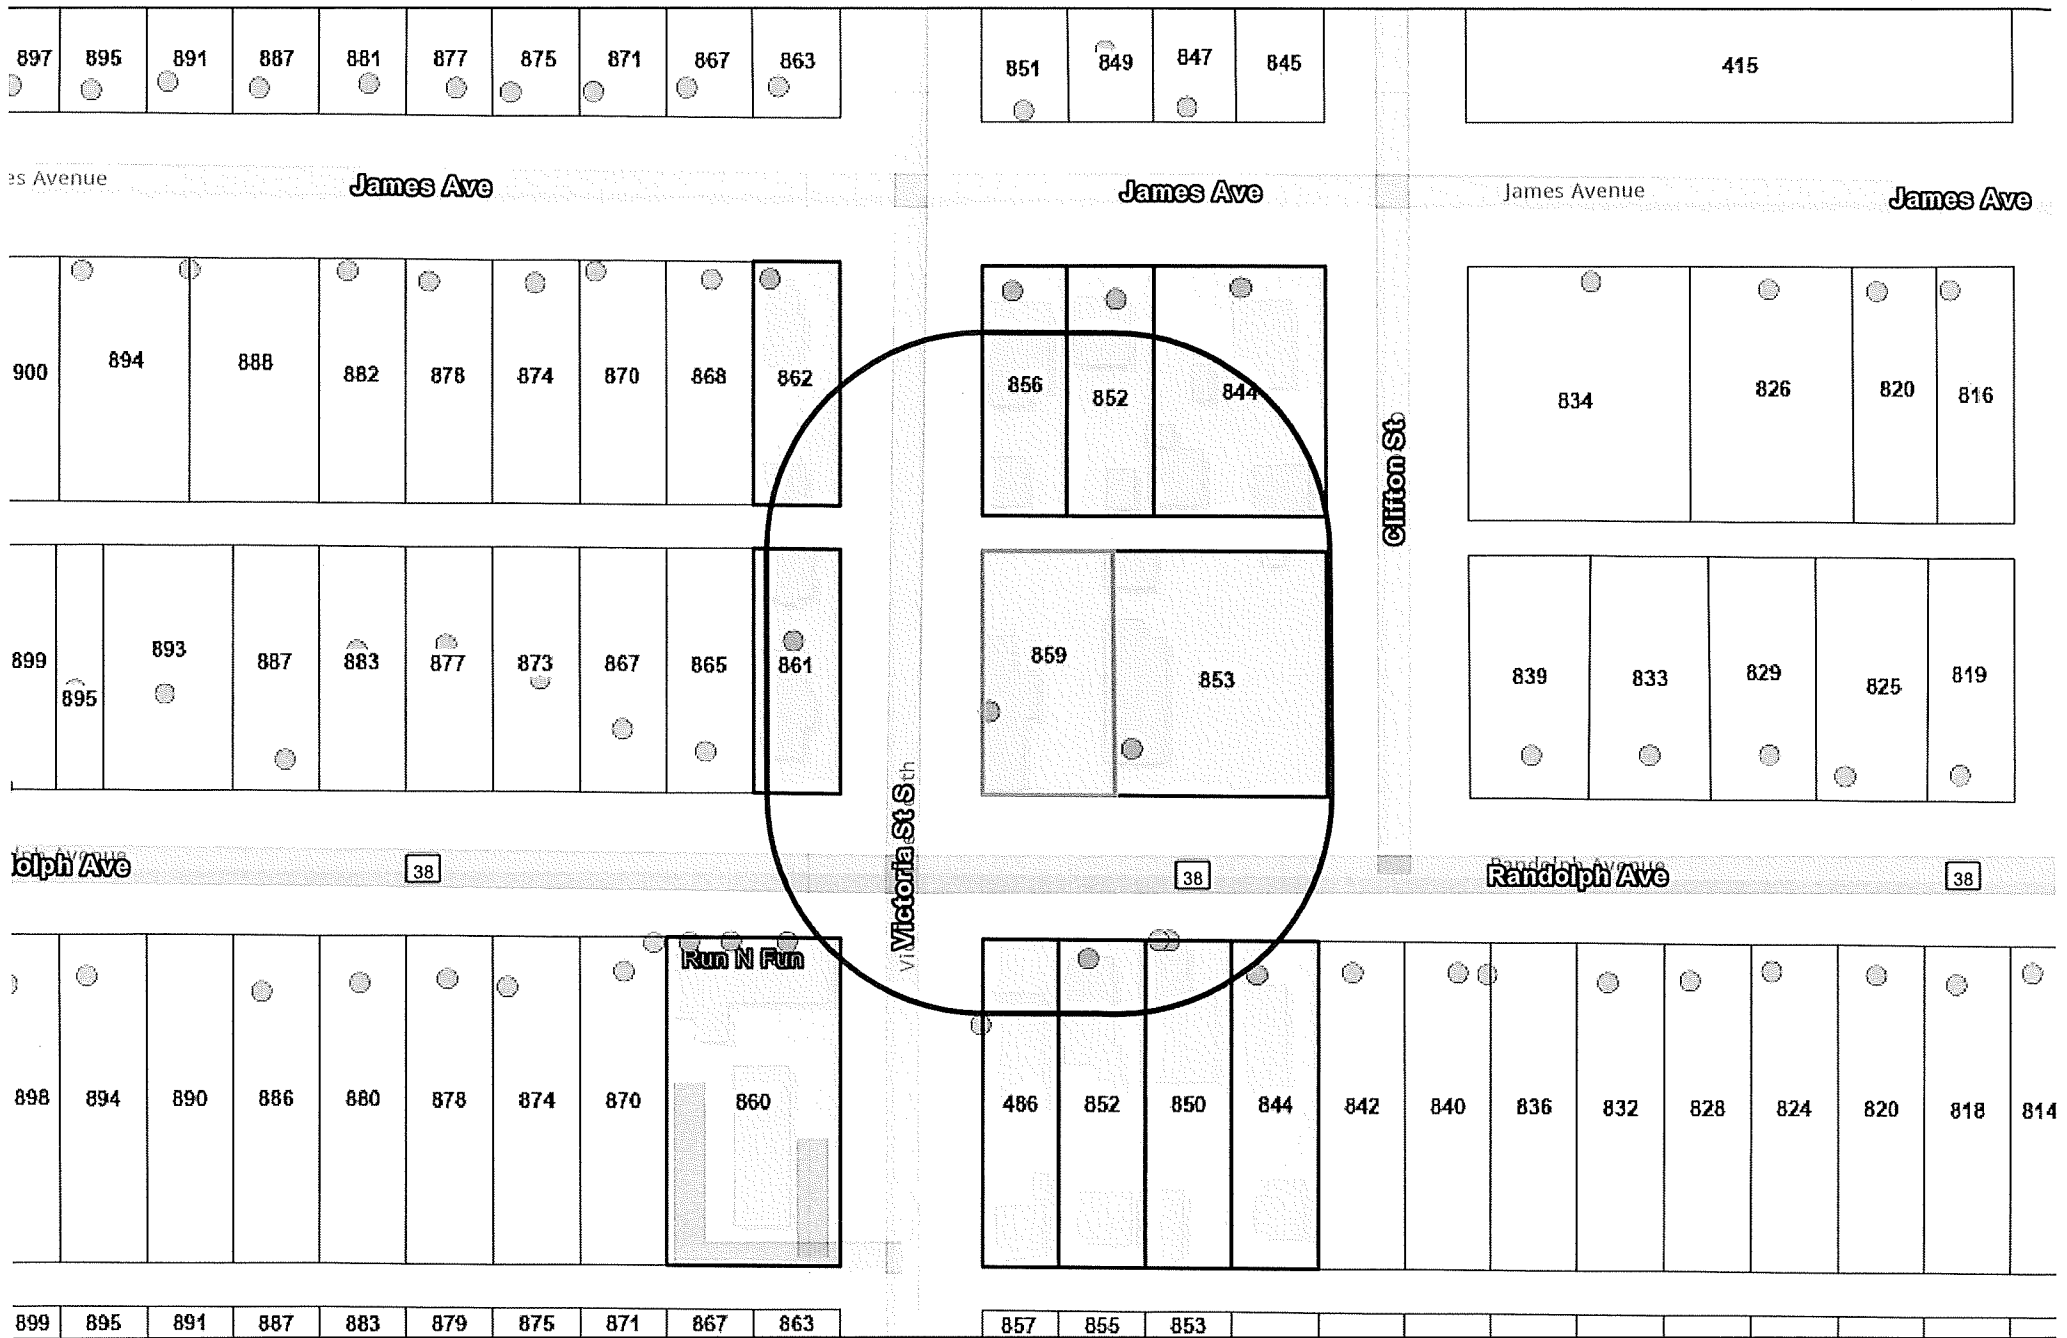 897 895 891 887 881 877 875 871 867 863 851 849 847 845 415
es Avenue James Ave James Ave James Avenue James Ave
900 894 888 882 878 874 870 868 862 856 852 844 834 826 820 816
Clifton St
899 895 893 887 883 877 873 867 865 861 859 853 839 833 829 825 819
Victoria St S
olph Ave 38 38 Randolph Avenue
Randolph Ave 38
Run N Fun
898 894 890 886 880 878 874 870 860 486 852 850 844 842 840 836 832 828 824 820 818 814
899 895 891 887 883 879 875 871 867 863 857 855 853